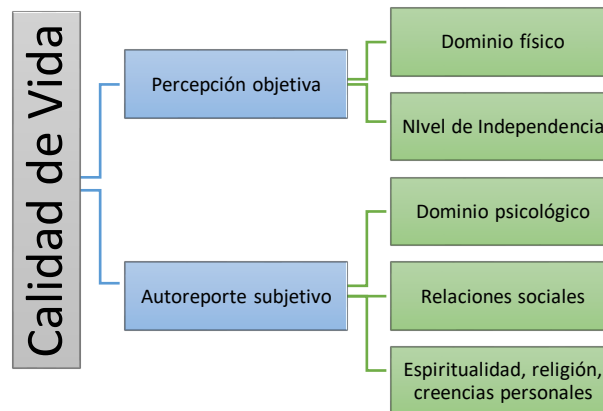 Calidad de Vida
Percepción objetiva
Dominio físico
NIvel de Independencia
Autoreporte subjetivo
Dominio psicológico
Relaciones sociales
Espiritualidad, religión,
creencias personales